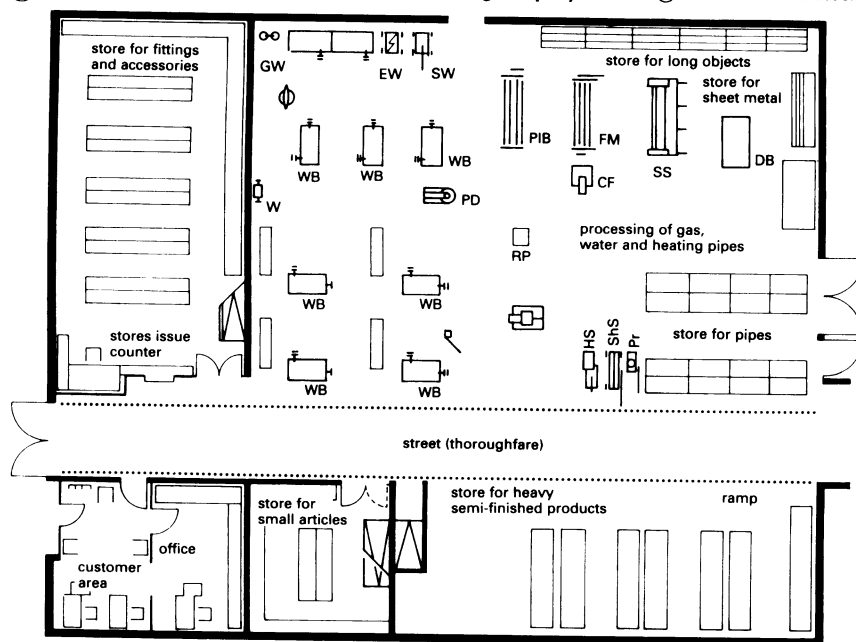 store for fittings
and accessories
GW
EW
SW
store for long objects
store for
sheet metal
PIB
FM
SS
DB
WB
WB
WB
CF
W
PD
RP
processing of gas,
water and heating pipes
WB
WB
stores issue
counter
HS
ShS
Pr
store for pipes
WB
WB
street (thoroughfare)
store for
small articles
store for heavy
semi-finished products
ramp
office
customer
area